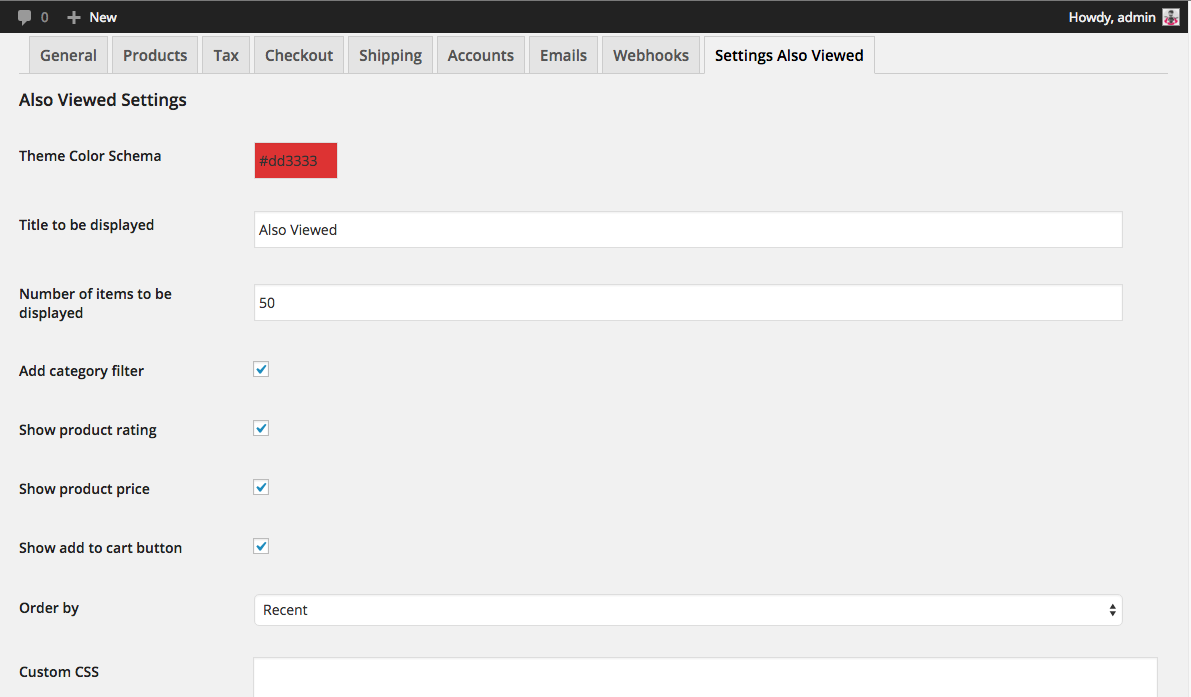 0 New Howdy, admin
General Products Tax Checkout Shipping Accounts Emails Webhooks Settings Also Viewed
Also Viewed Settings
Theme Color Schema #dd3333
Title to be displayed Also Viewed
Number of items to be
displayed
50
Add category filter
Show product rating
Show product price
Show add to cart button
Order by Recent
Custom CSS